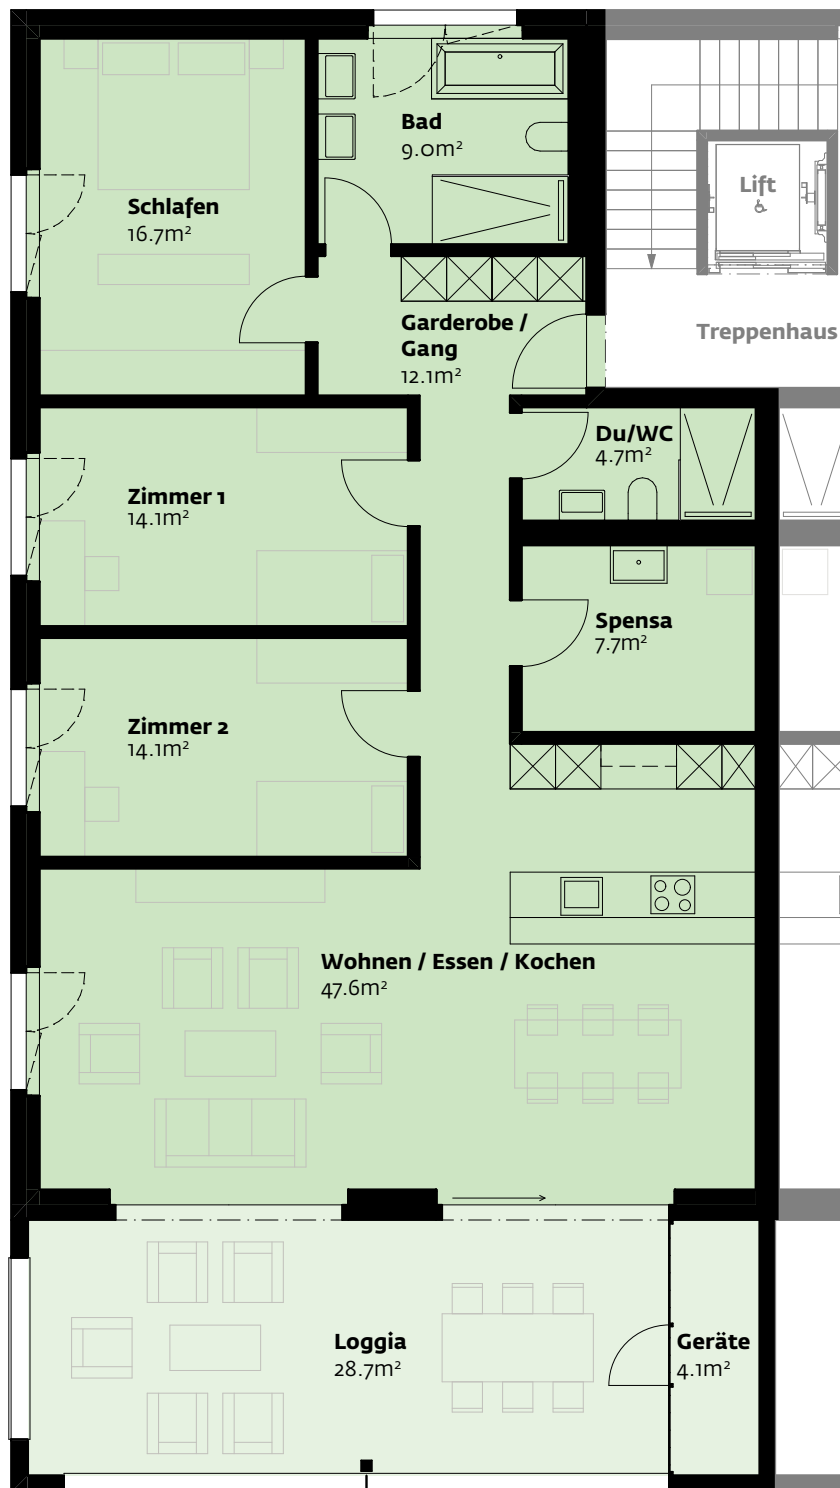 Bad
9.0m²
Lift
Schlafen
16.7m²
Garderobe /
Gang
12.1m²
Treppenhaus
Du/WC
4.7m²
Zimmer 1
14.1m²
Spensa
7.7m²
Zimmer 2
14.1m²
Wohnen / Essen / Kochen
47.6m²
Loggia
28.7m²
Geräte
4.1m²